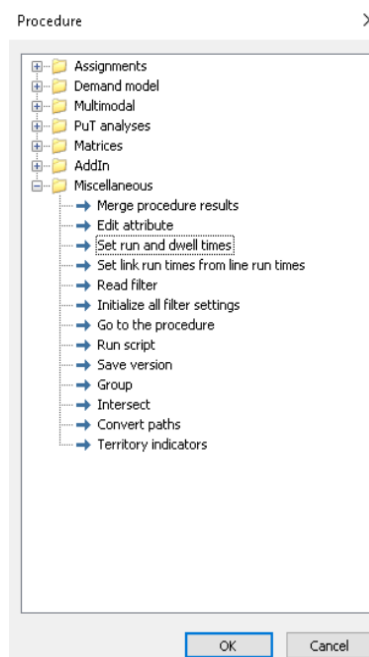 Procedure
Assignments
Demand model
Multimodal
PuT analyses
Matrices
AddIn
Miscellaneous
Merge procedure results
Edit attribute
Set run and dwell times
Set link run times from line run times
Read filter
Initialize all filter settings
Go to the procedure
Run script
Save version
Group
Intersect
Convert paths
Territory indicators
OK Cancel